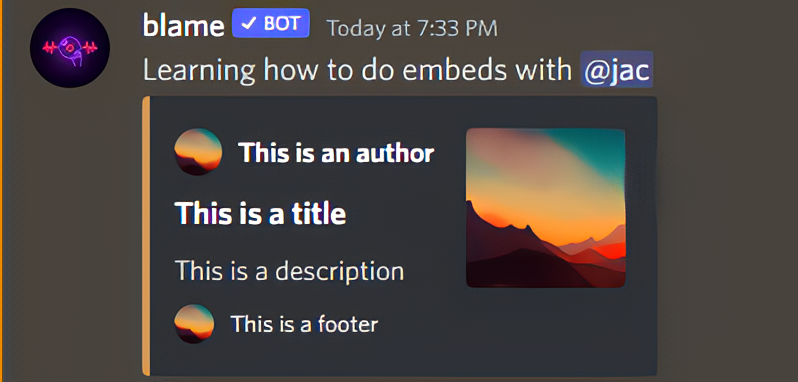 blame ✓ BOT Today at 7:33 PM
Learning how to do embeds with @jac
This is an author
This is a title
This is a description
This is a footer